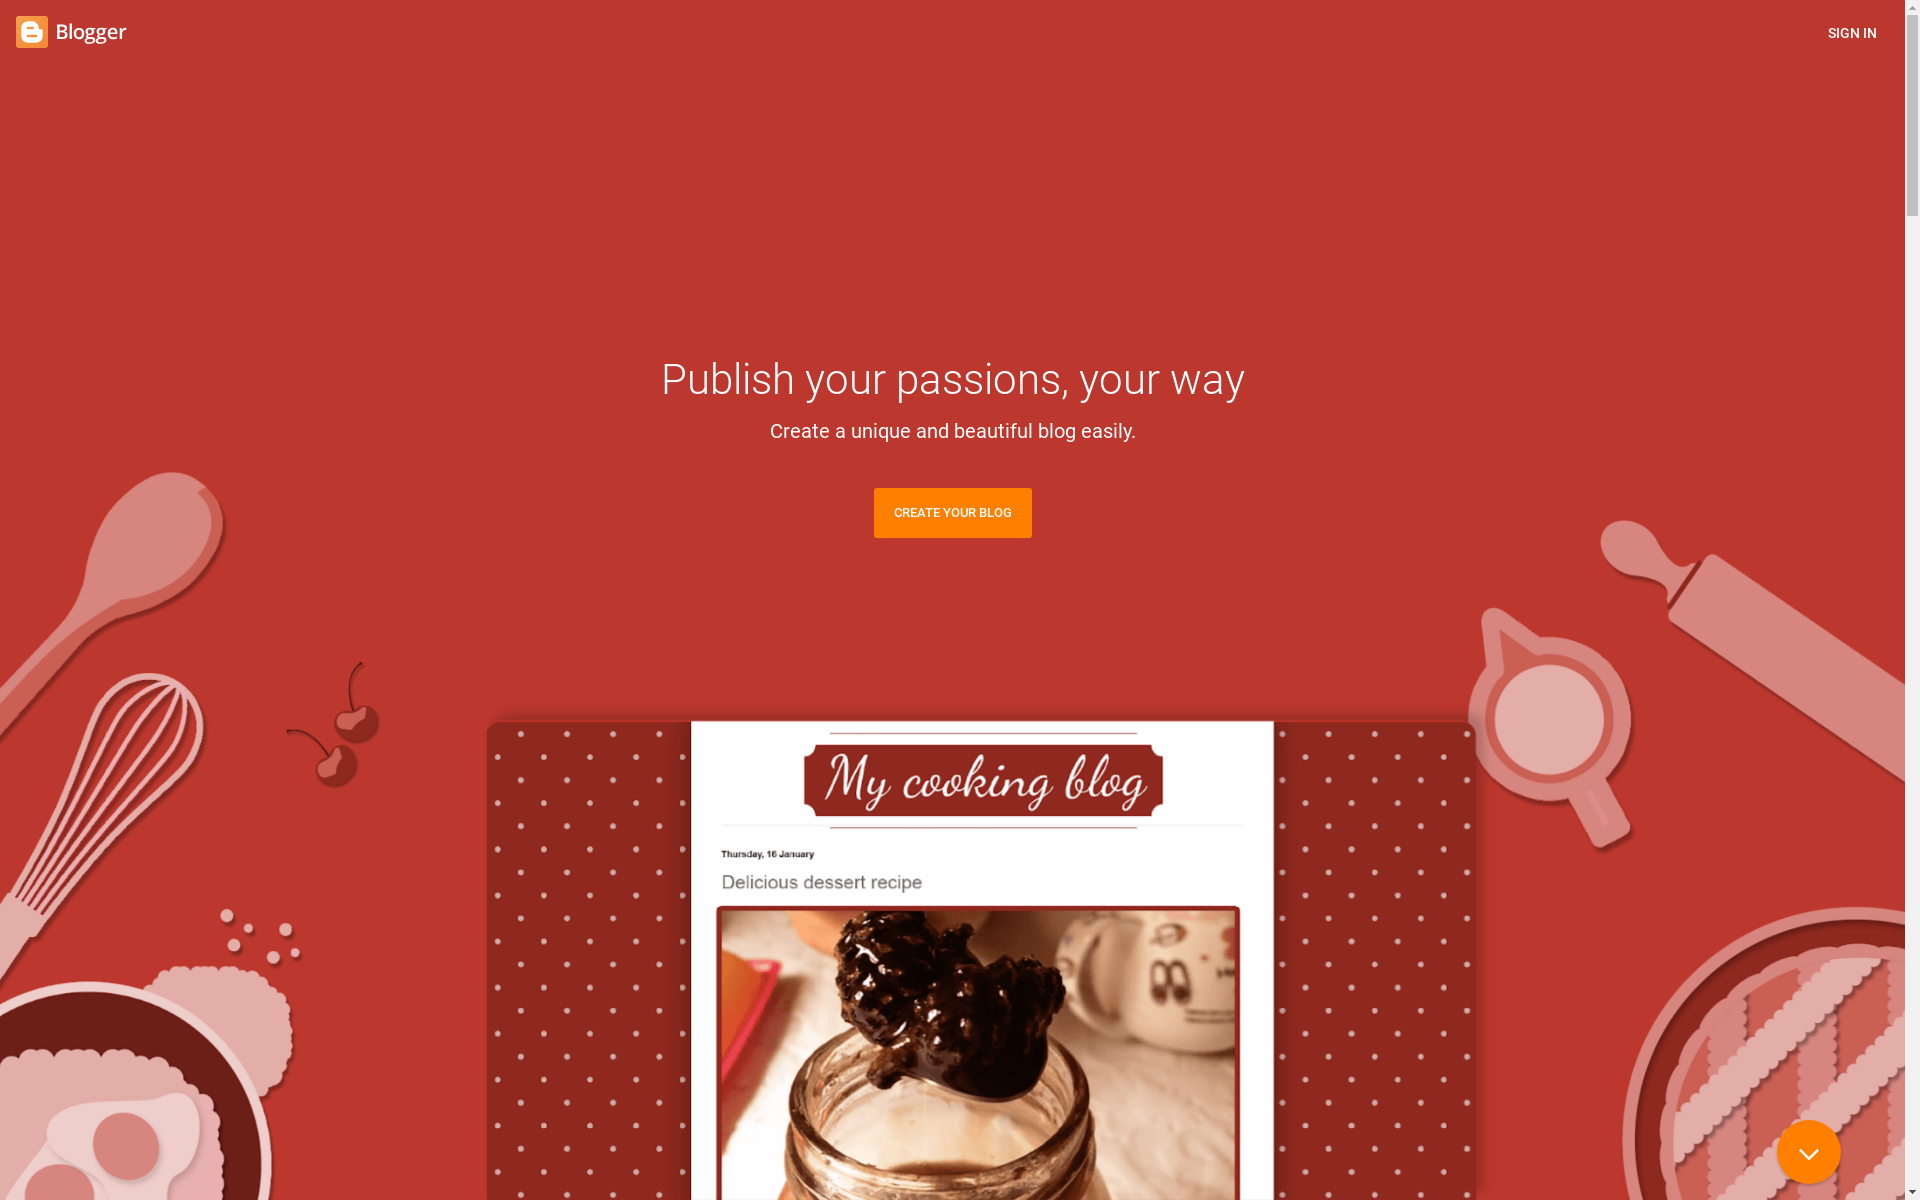 Blogger
SIGN IN
Publish your passions, your way
Create a unique and beautiful blog easily.
CREATE YOUR BLOG
My cooking blog
Thursday, 16 January
Delicious dessert recipe